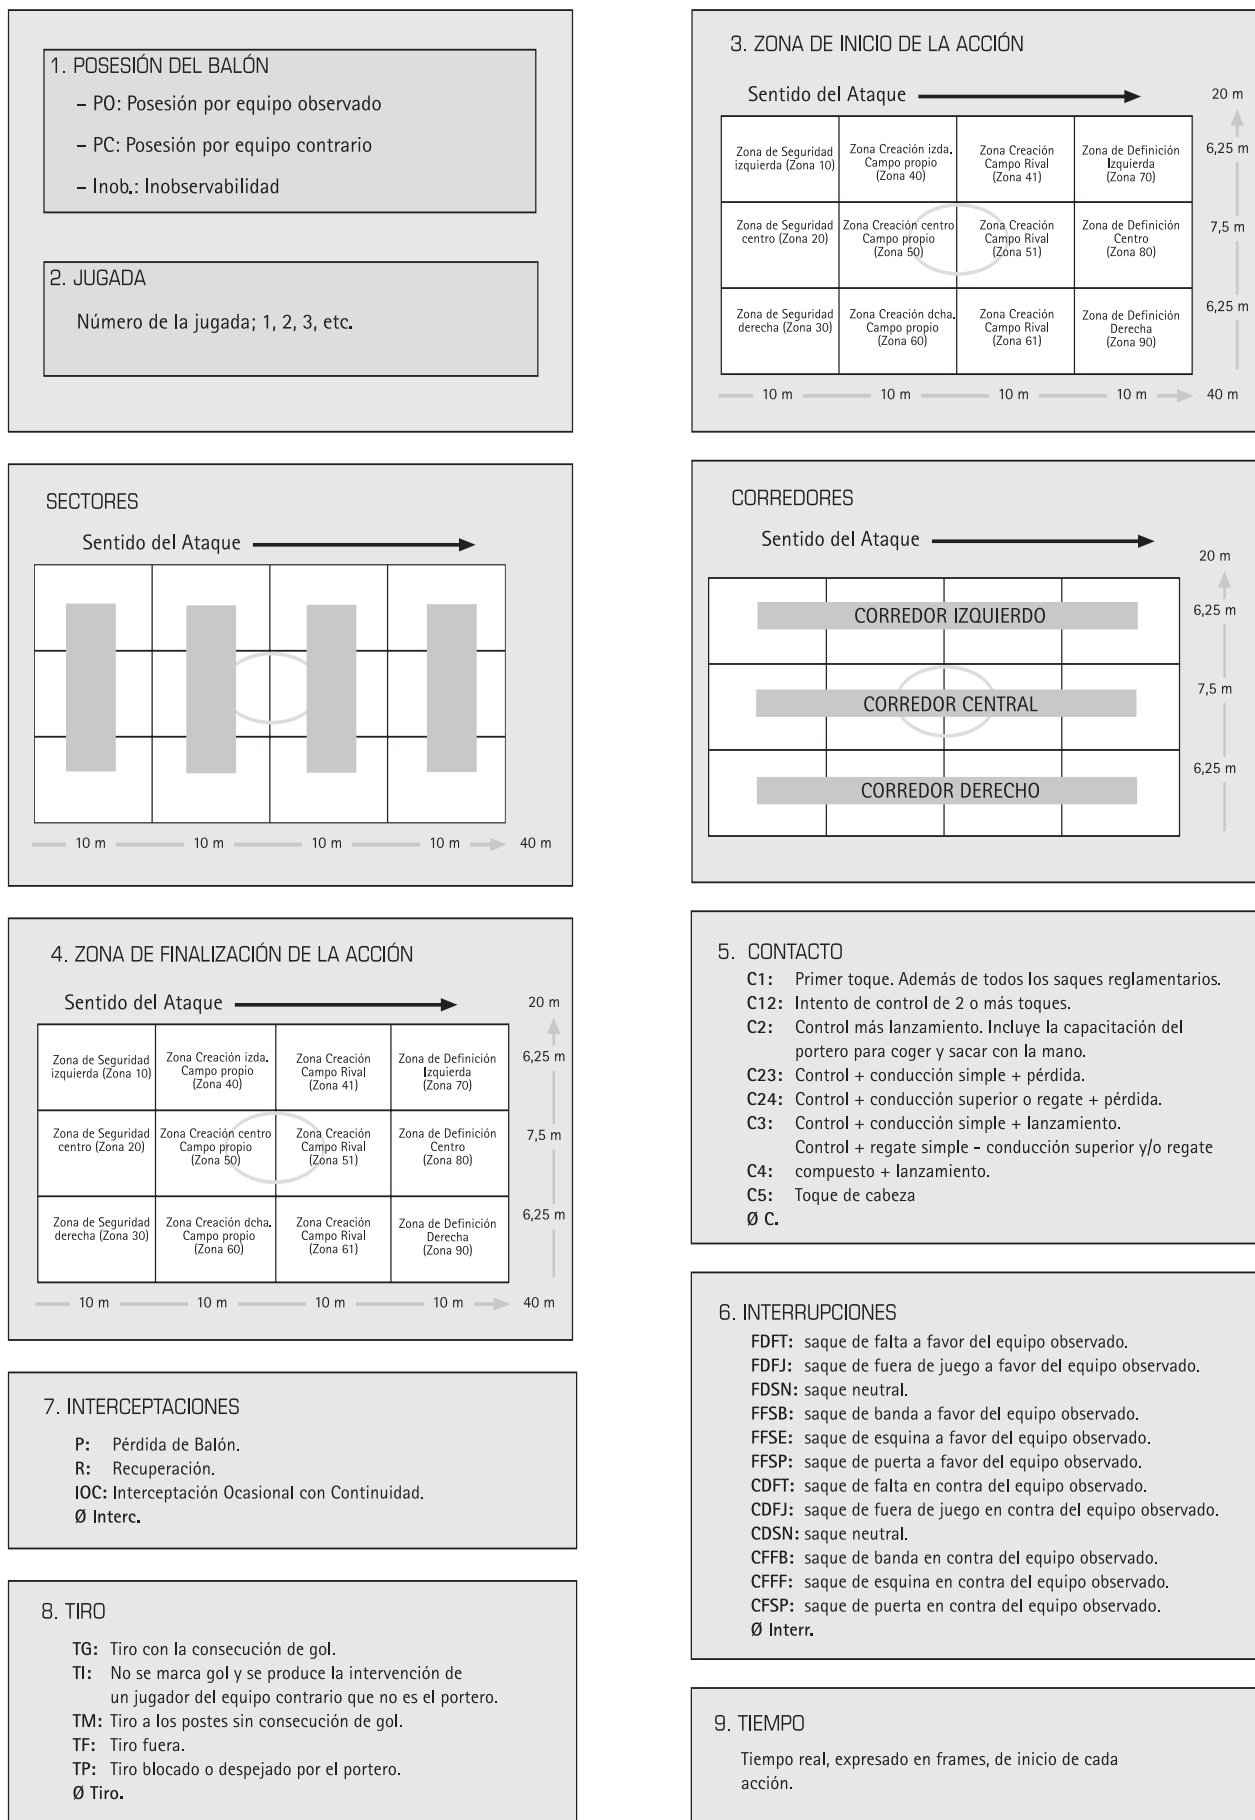 1. POSESIÓN DEL BALÓN
– PO: Posesión por equipo observado
– PC: Posesión por equipo contrario
– Inob.: Inobservabilidad
2. JUGADA
Número de la jugada; 1, 2, 3, etc.
3. ZONA DE INICIO DE LA ACCIÓN
Sentido del Ataque
20 m
Zona de Seguridad
izquierda (Zona 10)
Zona Creación izda.
Campo propio
(Zona 40)
Zona Creación
Campo Rival
(Zona 41)
Zona de Definición
Izquierda
(Zona 70)
6,25 m
Zona de Seguridad
centro (Zona 20)
Zona Creación centro
Campo propio
(Zona 50)
Zona Creación
Campo Rival
(Zona 51)
Zona de Definición
Centro
(Zona 80)
7,5 m
Zona de Seguridad
derecha (Zona 30)
Zona Creación dcha.
Campo propio
(Zona 60)
Zona Creación
Campo Rival
(Zona 61)
Zona de Definición
Derecha
(Zona 90)
6,25 m
10 m 10 m 10 m 10 m 40 m
SECTORES
Sentido del Ataque
10 m 10 m 10 m 10 m 40 m
CORREDORES
Sentido del Ataque
20 m
CORREDOR IZQUIERDO
6,25 m
CORREDOR CENTRAL
7,5 m
CORREDOR DERECHO
6,25 m
4. ZONA DE FINALIZACIÓN DE LA ACCIÓN
Sentido del Ataque
20 m
Zona de Seguridad
izquierda (Zona 10)
Zona Creación izda.
Campo propio
(Zona 40)
Zona Creación
Campo Rival
(Zona 41)
Zona de Definición
Izquierda
(Zona 70)
6,25 m
Zona de Seguridad
centro (Zona 20)
Zona Creación centro
Campo propio
(Zona 50)
Zona Creación
Campo Rival
(Zona 51)
Zona de Definición
Centro
(Zona 80)
7,5 m
Zona de Seguridad
derecha (Zona 30)
Zona Creación dcha.
Campo propio
(Zona 60)
Zona Creación
Campo Rival
(Zona 61)
Zona de Definición
Derecha
(Zona 90)
6,25 m
10 m 10 m 10 m 10 m 40 m
5. CONTACTO
C1: Primer toque. Además de todos los saques reglamentarios.
C12: Intento de control de 2 o más toques.
C2: Control más lanzamiento. Incluye la capacitación del
portero para coger y sacar con la mano.
C23: Control + conducción simple + pérdida.
C24: Control + conducción superior o regate + pérdida.
C3: Control + conducción simple + lanzamiento.
Control + regate simple - conducción superior y/o regate
C4: compuesto + lanzamiento.
C5: Toque de cabeza
Ø C.
6. INTERRUPCIONES
FDFT: saque de falta a favor del equipo observado.
FDFJ: saque de fuera de juego a favor del equipo observado.
FDSN: saque neutral.
FFSB: saque de banda a favor del equipo observado.
FFSE: saque de esquina a favor del equipo observado.
FFSP: saque de puerta a favor del equipo observado.
CDFT: saque de falta en contra del equipo observado.
CDFJ: saque de fuera de juego en contra del equipo observado.
CDSN: saque neutral.
CFFB: saque de banda en contra del equipo observado.
CFFF: saque de esquina en contra del equipo observado.
CFSP: saque de puerta en contra del equipo observado.
Ø Interr.
7. INTERCEPTACIONES
P: Pérdida de Balón.
R: Recuperación.
IOC: Interceptación Ocasional con Continuidad.
Ø Interc.
8. TIRO
TG: Tiro con la consecución de gol.
TI: No se marca gol y se produce la intervención de
un jugador del equipo contrario que no es el portero.
TM: Tiro a los postes sin consecución de gol.
TF: Tiro fuera.
TP: Tiro blocado o despejado por el portero.
Ø Tiro.
9. TIEMPO
Tiempo real, expresado en frames, de inicio de cada
acción.